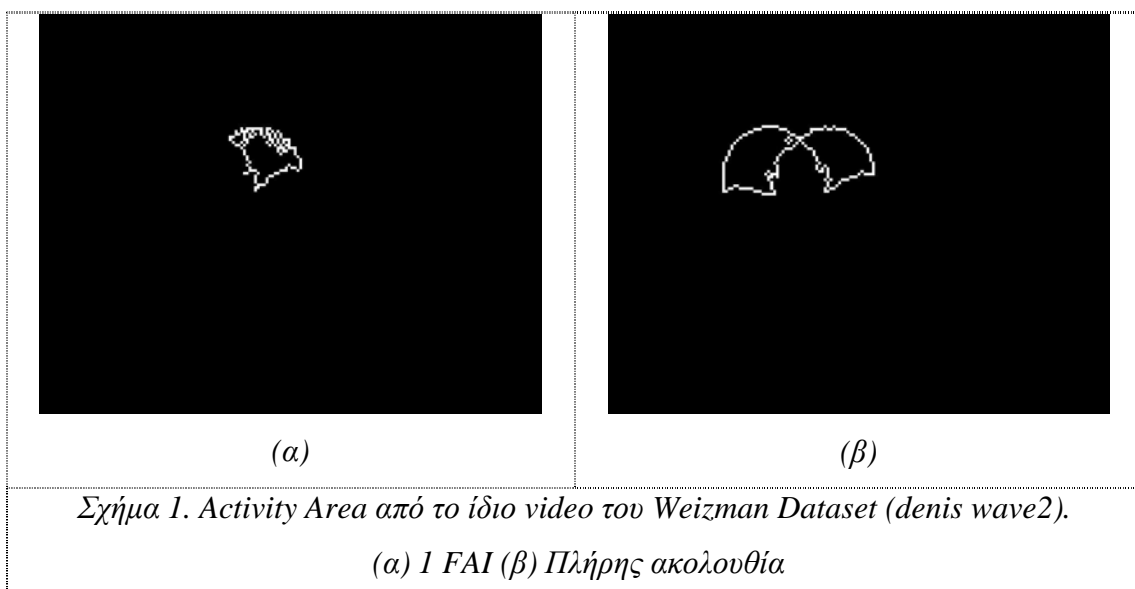 (α)
(β)
Σχήμα 1. Activity Area από το ίδιο video του Weizman Dataset (denis wave2).
(α) 1 FAI (β) Πλήρης ακολουθία